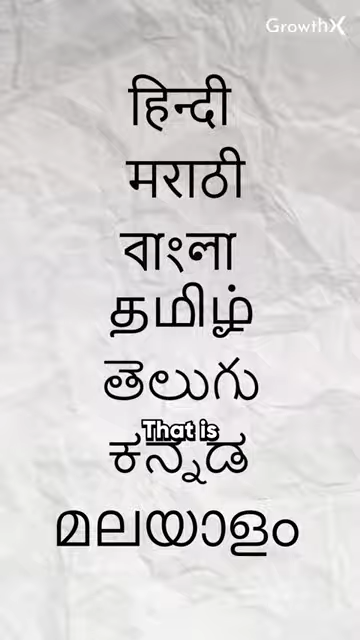 GrowthX
हिन्दी
मराठी
বাংলা
தமிழ்
తెలుగు
That is
ಕನ್ನಡ
മലയാളം